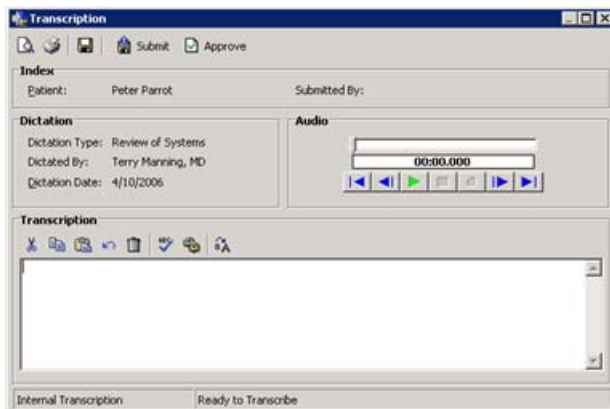 Transcription
Submit Approve
Index
Patient: Peter Parrot Submitted By:
Dictation
Dictation Type: Review of Systems
Dictated By: Terry Manning, MD
Dictation Date: 4/10/2006
Audio
00:00.000
Transcription
Internal Transcription Ready to Transcribe